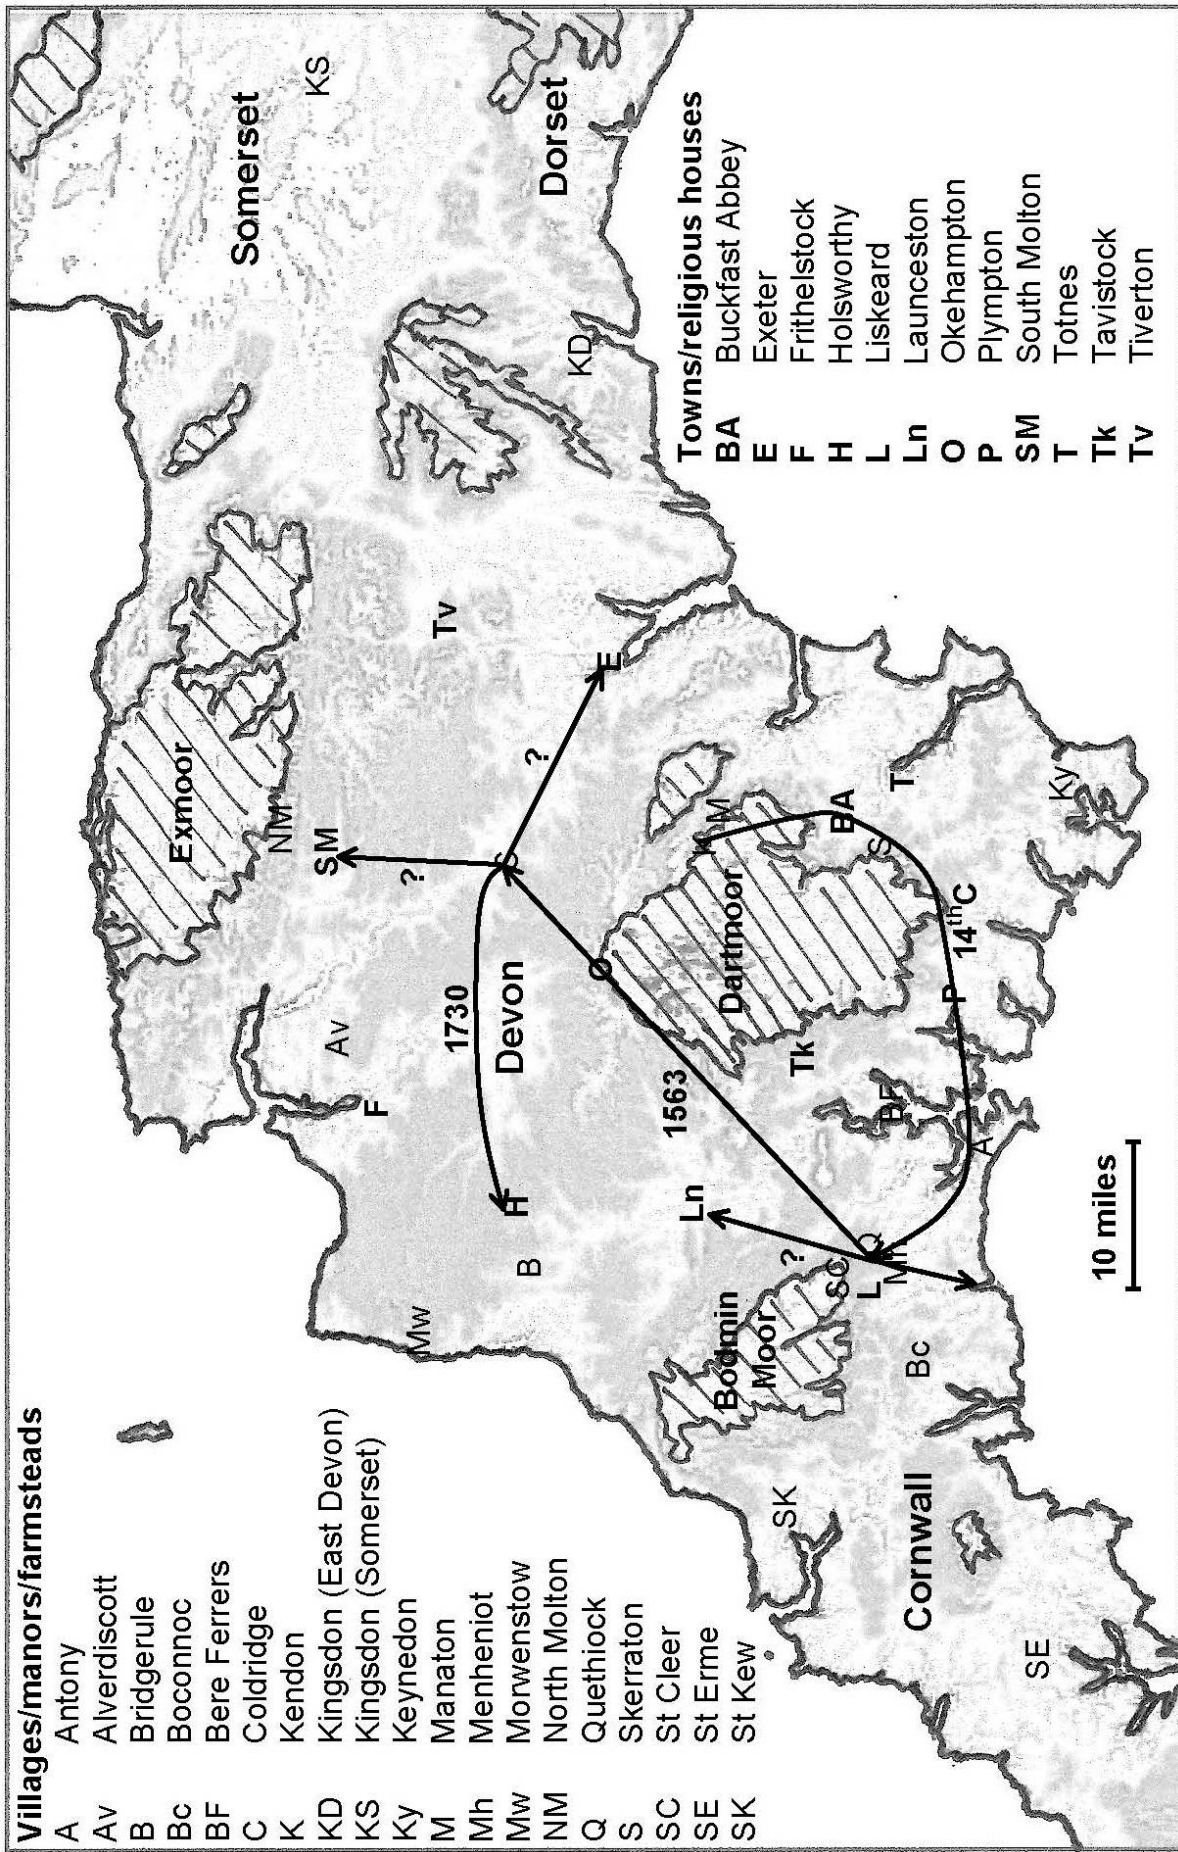 Villages/manors/farmsteads
A Antony
Av Alverdiscott
B Bridgerule
Bc Boconnoc
BF Bere Ferrers
C Coldridge
K Kendon
KD Kingsdon (East Devon)
KS Kingsdon (Somerset)
Ky Keynedon
M Manaton
Mh Menheniot
Mw Morwenstow
NM North Molton
Q Quethiock
S Skerraton
SC St Cleer
SE St Erme
SK St Kew
Exmoor
Somerset
KS
NM
SM
Av
F
?
Tv
Mw
1730
Devon
C
?
Dorset
KD
H
B
O
E
1563
Ln
K
M
Dartmoor
Bodmin
Moor
?
SK
Tk
BA
SC
Q
L
Mh
BF
S
T
Bc
Cornwall
A
P
14thC
SE
Ky
10 miles
Towns/religious houses
BA Buckfast Abbey
E Exeter
F Frithelstock
H Holsworthy
L Liskeard
Ln Launceston
O Okehampton
P Plympton
SM South Molton
T Totnes
Tk Tavistock
Tv Tiverton